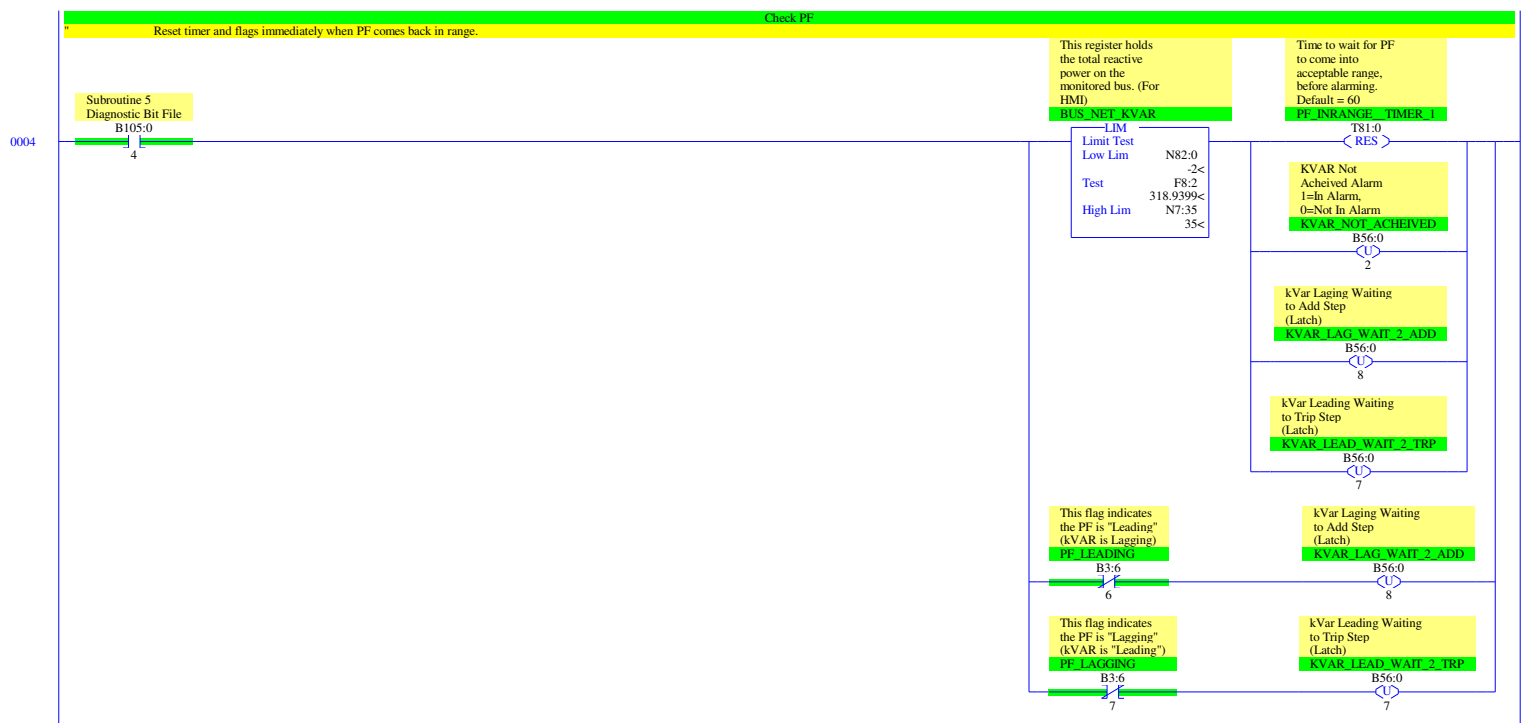 Check PF
" Reset timer and flags immediately when PF comes back in range.
This register holds
the total reactive
power on the
monitored bus. (For
HMI)
BUS_NET_KVAR
Time to wait for PF
to come into
acceptable range,
before alarming.
Default = 60
PF_INRANGE__TIMER_1
Subroutine 5
Diagnostic Bit File
B105:0
4
0004
LIM
Limit Test
Low Lim N82:0
-2<
Test F8:2
318.9399<
High Lim N7:35
35<
T81:0
RES
KVAR Not
Acheived Alarm
1=In Alarm,
0=Not In Alarm
KVAR_NOT_ACHEIVED
B56:0
U
2
kVar Laging Waiting
to Add Step
(Latch)
KVAR_LAG_WAIT_2_ADD
B56:0
U
8
kVar Leading Waiting
to Trip Step
(Latch)
KVAR_LEAD_WAIT_2_TRP
B56:0
U
7
This flag indicates
the PF is "Leading"
(kVAR is Lagging)
PF_LEADING
B3:6
6
kVar Laging Waiting
to Add Step
(Latch)
KVAR_LAG_WAIT_2_ADD
B56:0
U
8
This flag indicates
the PF is "Lagging"
(kVAR is "Leading")
PF_LAGGING
B3:6
7
kVar Leading Waiting
to Trip Step
(Latch)
KVAR_LEAD_WAIT_2_TRP
B56:0
U
7